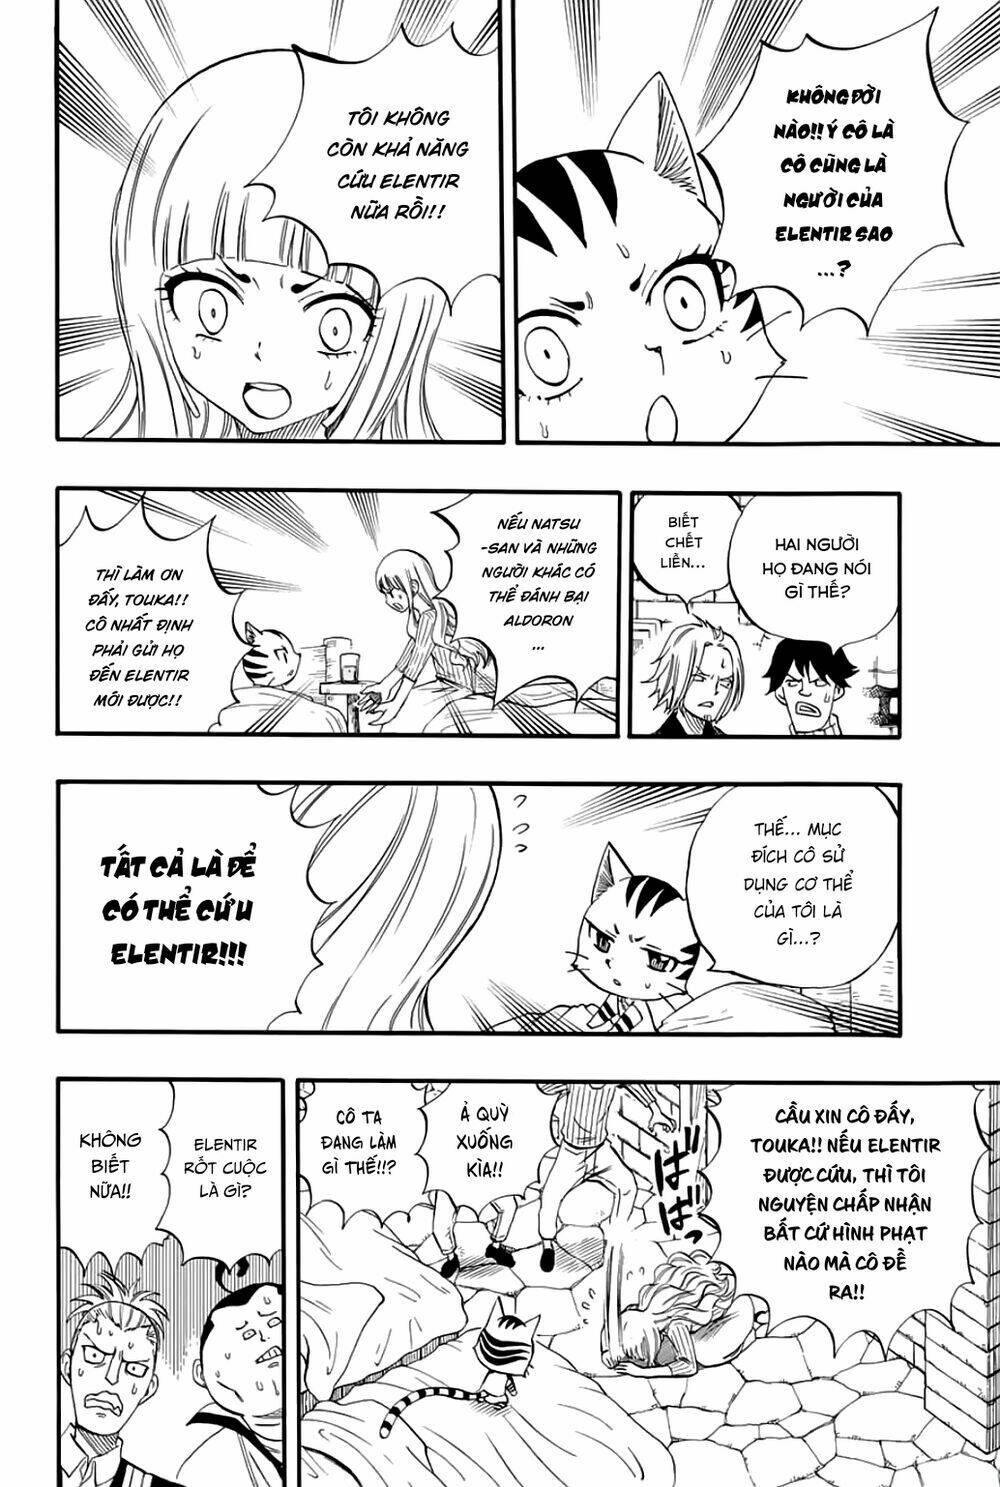 KHÔNG ĐỜI
NÀO!! Ý CÔ LÀ
CÔ CŨNG LÀ
NGƯỜI CỦA
ELENTIR SAO
...?
TÔI KHÔNG
CÒN KHẢ NĂNG
CỨU ELENTIR
NỮA RỒI!!
HAI NGƯỜI
HỌ ĐANG NÓI
GÌ THẾ?
BIẾT
CHẾT
LIỀN...
NẾU NATSU
-SAN VÀ NHỮNG
NGƯỜI KHÁC CÓ
THỂ ĐÁNH BẠI
ALDORON
...
THÌ LÀM ƠN
ĐẤY, TOUKA!!
CÔ NHẤT ĐỊNH
PHẢI GỬI HỌ
ĐẾN ELENTIR
MỚI ĐƯỢC!!
THẾ... MỤC
ĐÍCH CÔ SỬ
DỤNG CƠ THỂ
CỦA TÔI LÀ
GÌ...?
TẤT CẢ LÀ ĐỂ
CÓ THỂ CỨU
ELENTIR!!!
CẦU XIN CÔ ĐẤY,
TOUKA!! NẾU ELENTIR
ĐƯỢC CỨU, THÌ TÔI
NGUYỆN CHẤP NHẬN
BẤT CỨ HÌNH PHẠT
NÀO MÀ CÔ ĐỀ
RA!!
ばばっ
Ả QUỲ
XUỐNG
KÌA!!
CÔ TA
ĐANG LÀM
GÌ THẾ!!?
ELENTIR
RỐT CUỘC
LÀ GÌ?
KHÔNG
BIẾT
NỮA!!